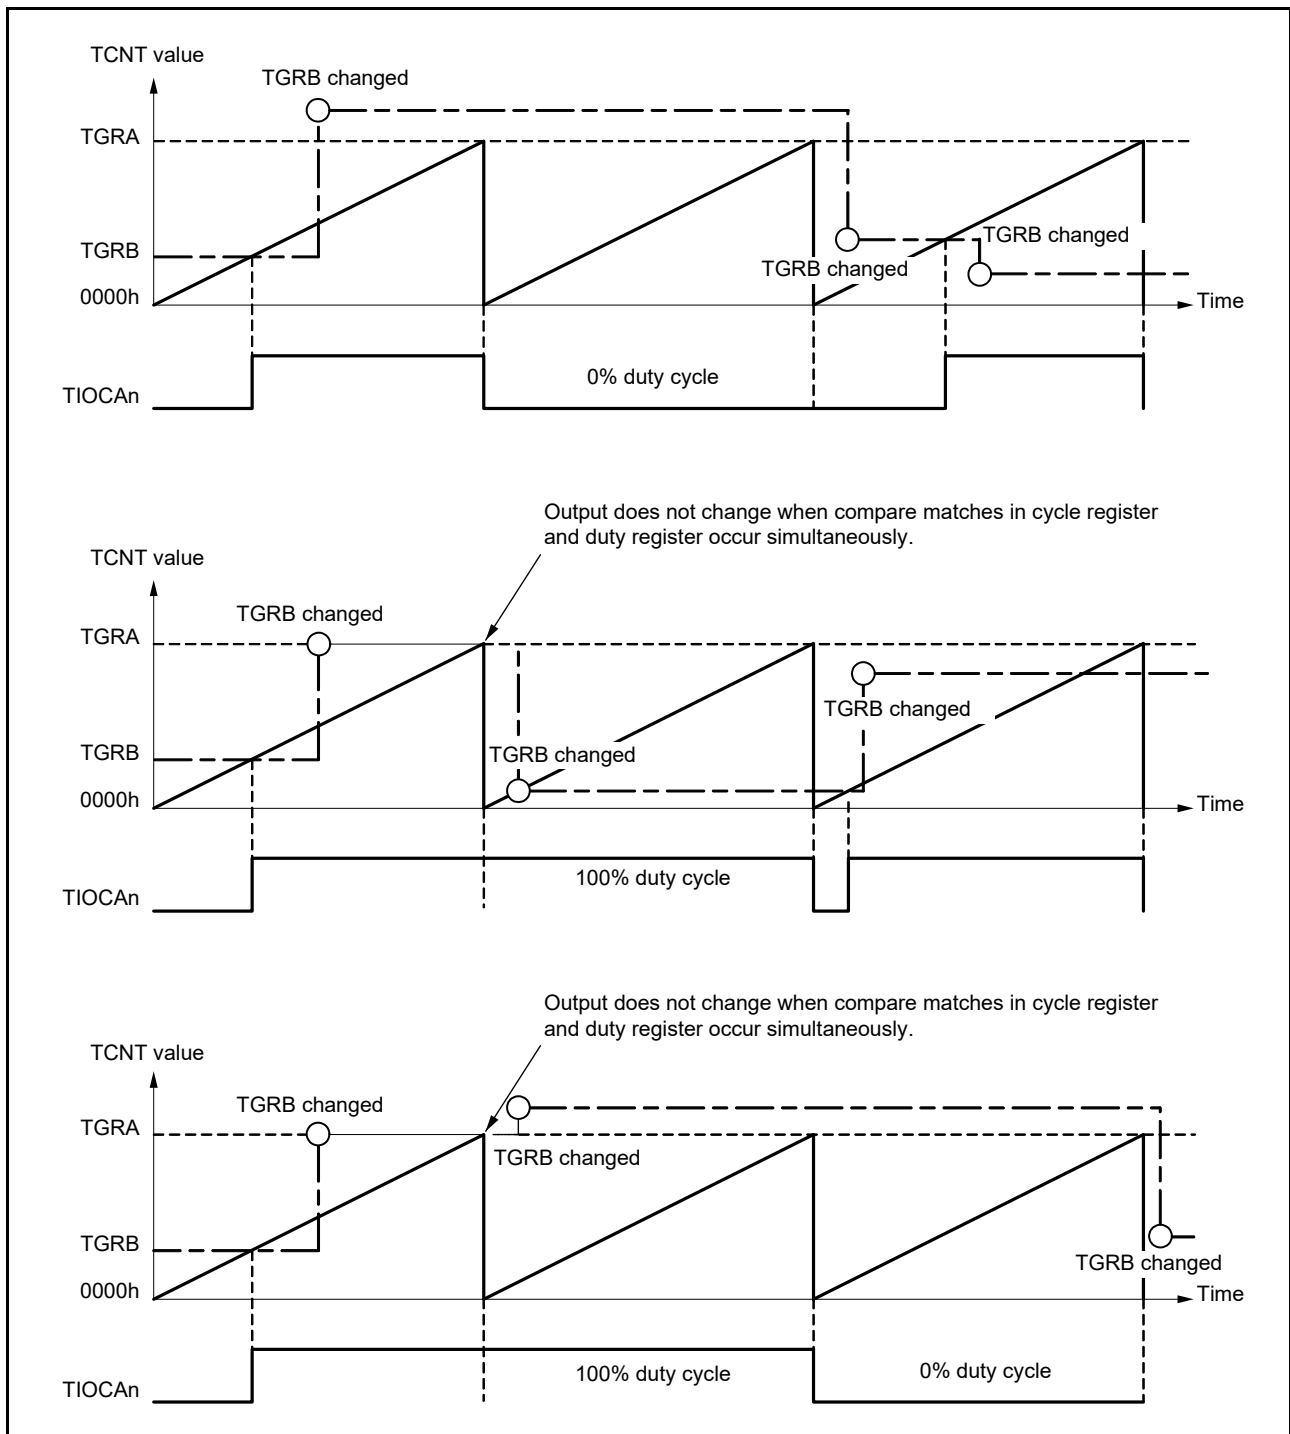 TCNT value
TGRB changed
TGRA
TGRB
TGRB changed
TGRB changed
0000h
Time
0% duty cycle
TIOCAn
Output does not change when compare matches in cycle register
and duty register occur simultaneously.
TCNT value
TGRB changed
TGRA
TGRB changed
TGRB
TGRB changed
0000h
Time
100% duty cycle
TIOCAn
Output does not change when compare matches in cycle register
and duty register occur simultaneously.
TCNT value
TGRB changed
TGRA
TGRB changed
TGRB
TGRB changed
0000h
Time
100% duty cycle
0% duty cycle
TIOCAn